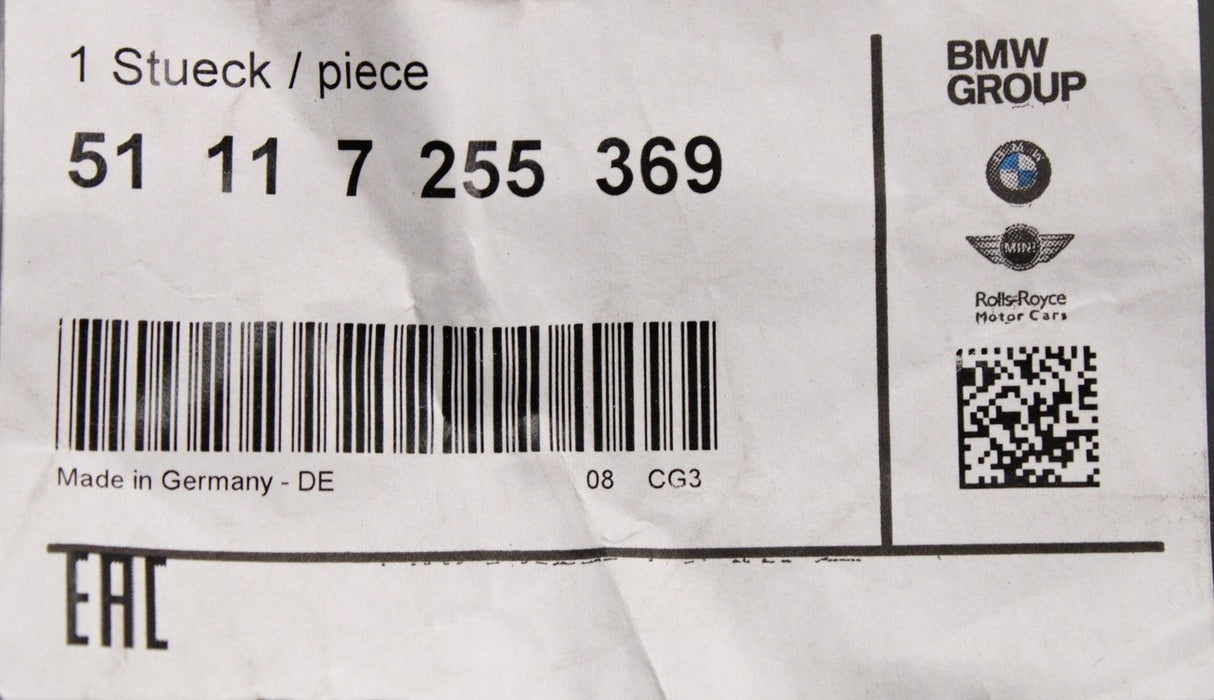 1 Stueck / piece
51 11 7 255 369
Made in Germany - DE 08 CG3
EAC
BMW
GROUP
BMW
MINI
Rolls-Royce
Motor Cars